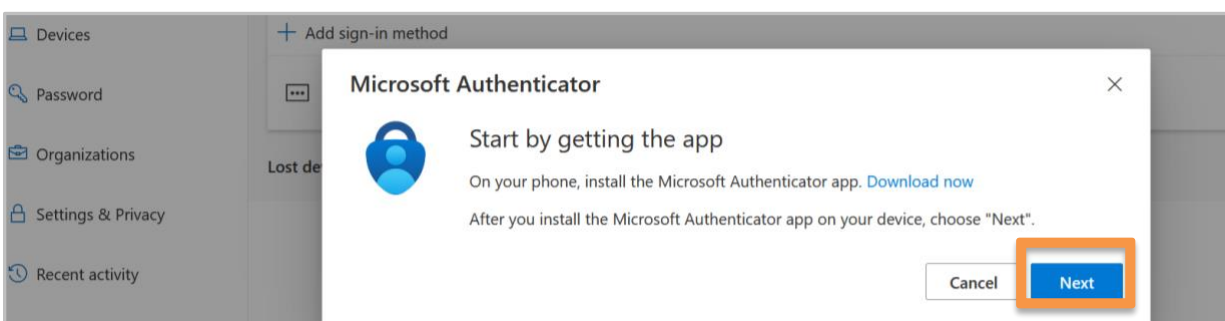 Devices
Password
Organizations
Settings & Privacy
Recent activity
Add sign-in method
Lost de
Microsoft Authenticator
Start by getting the app
On your phone, install the Microsoft Authenticator app. Download now
After you install the Microsoft Authenticator app on your device, choose "Next".
Cancel
Next